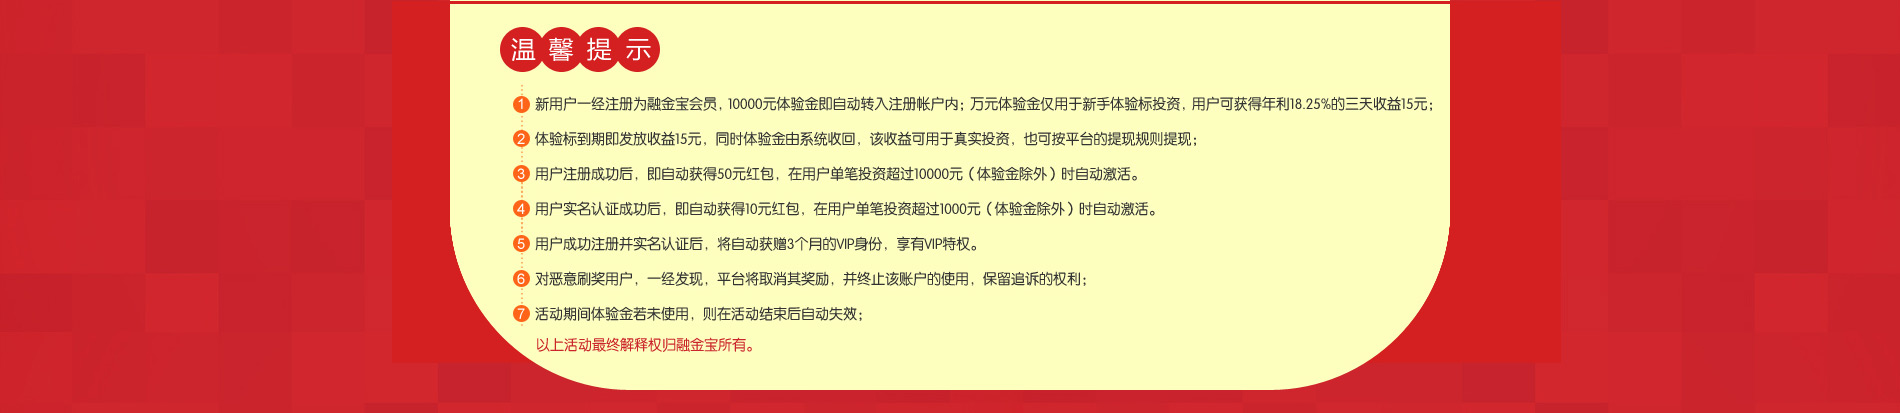 温馨提示
1 新用户一经注册为融金宝会员，10000元体验金即自动转入注册帐户内；万元体验金仅用于新手体验标投资，用户可获得年利18.25%的三天收益15元；
2 体验标到期即发放收益15元，同时体验金由系统收回，该收益可用于真实投资，也可按平台的提现规则提现；
3 用户注册成功后，即自动获得50元红包，在用户单笔投资超过10000元（体验金除外）时自动激活。
4 用户实名认证成功后，即自动获得10元红包，在用户单笔投资超过1000元（体验金除外）时自动激活。
5 用户成功注册并实名认证后，将自动获赠3个月的VIP身份，享有VIP特权。
6 对恶意刷奖用户，一经发现，平台将取消其奖励，并终止该账户的使用，保留追诉的权利；
7 活动期间体验金若未使用，则在活动结束后自动失效；
以上活动最终解释权归融金宝所有。